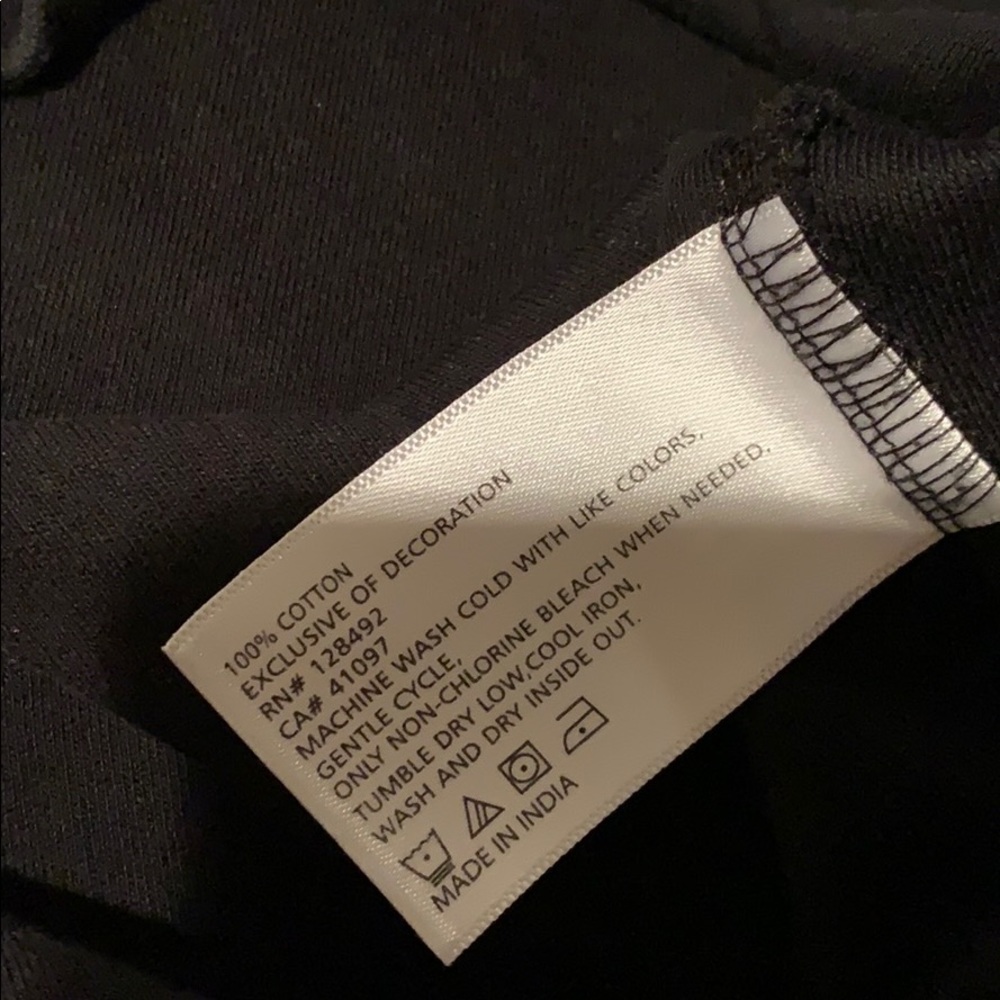 100% COTTON
EXCLUSIVE OF DECORATION
RN# 128492
CA# 41097
MACHINE WASH COLD WITH LIKE COLORS,
GENTLE CYCLE,
ONLY NON-CHLORINE BLEACH WHEN NEEDED,
TUMBLE DRY LOW,COOL IRON,
WASH AND DRY INSIDE OUT.
MADE IN INDIA